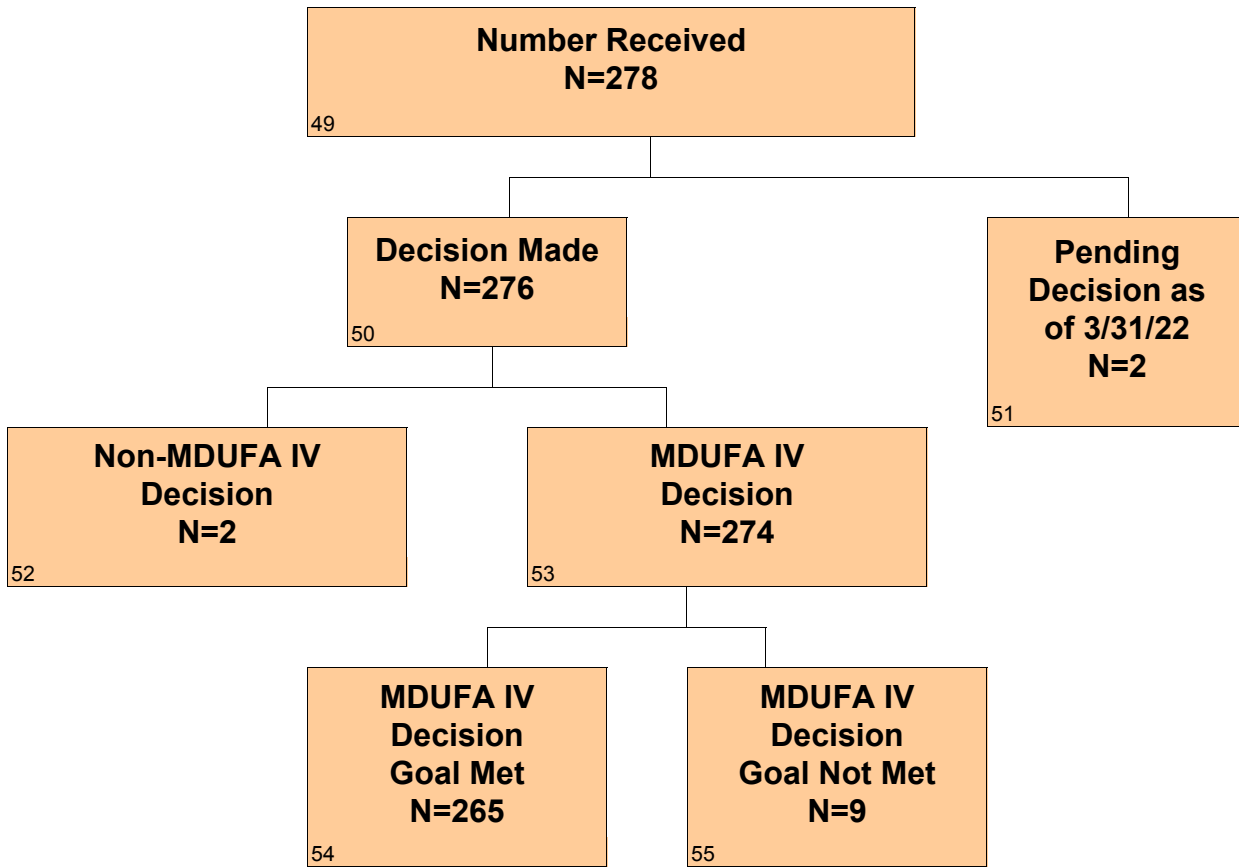 Number Received
N=278
49
Decision Made
N=276
50
Pending
Decision as
of 3/31/22
N=2
51
Non-MDUFA IV
Decision
N=2
52
MDUFA IV
Decision
N=274
53
MDUFA IV
Decision
Goal Met
N=265
54
MDUFA IV
Decision
Goal Not Met
N=9
55